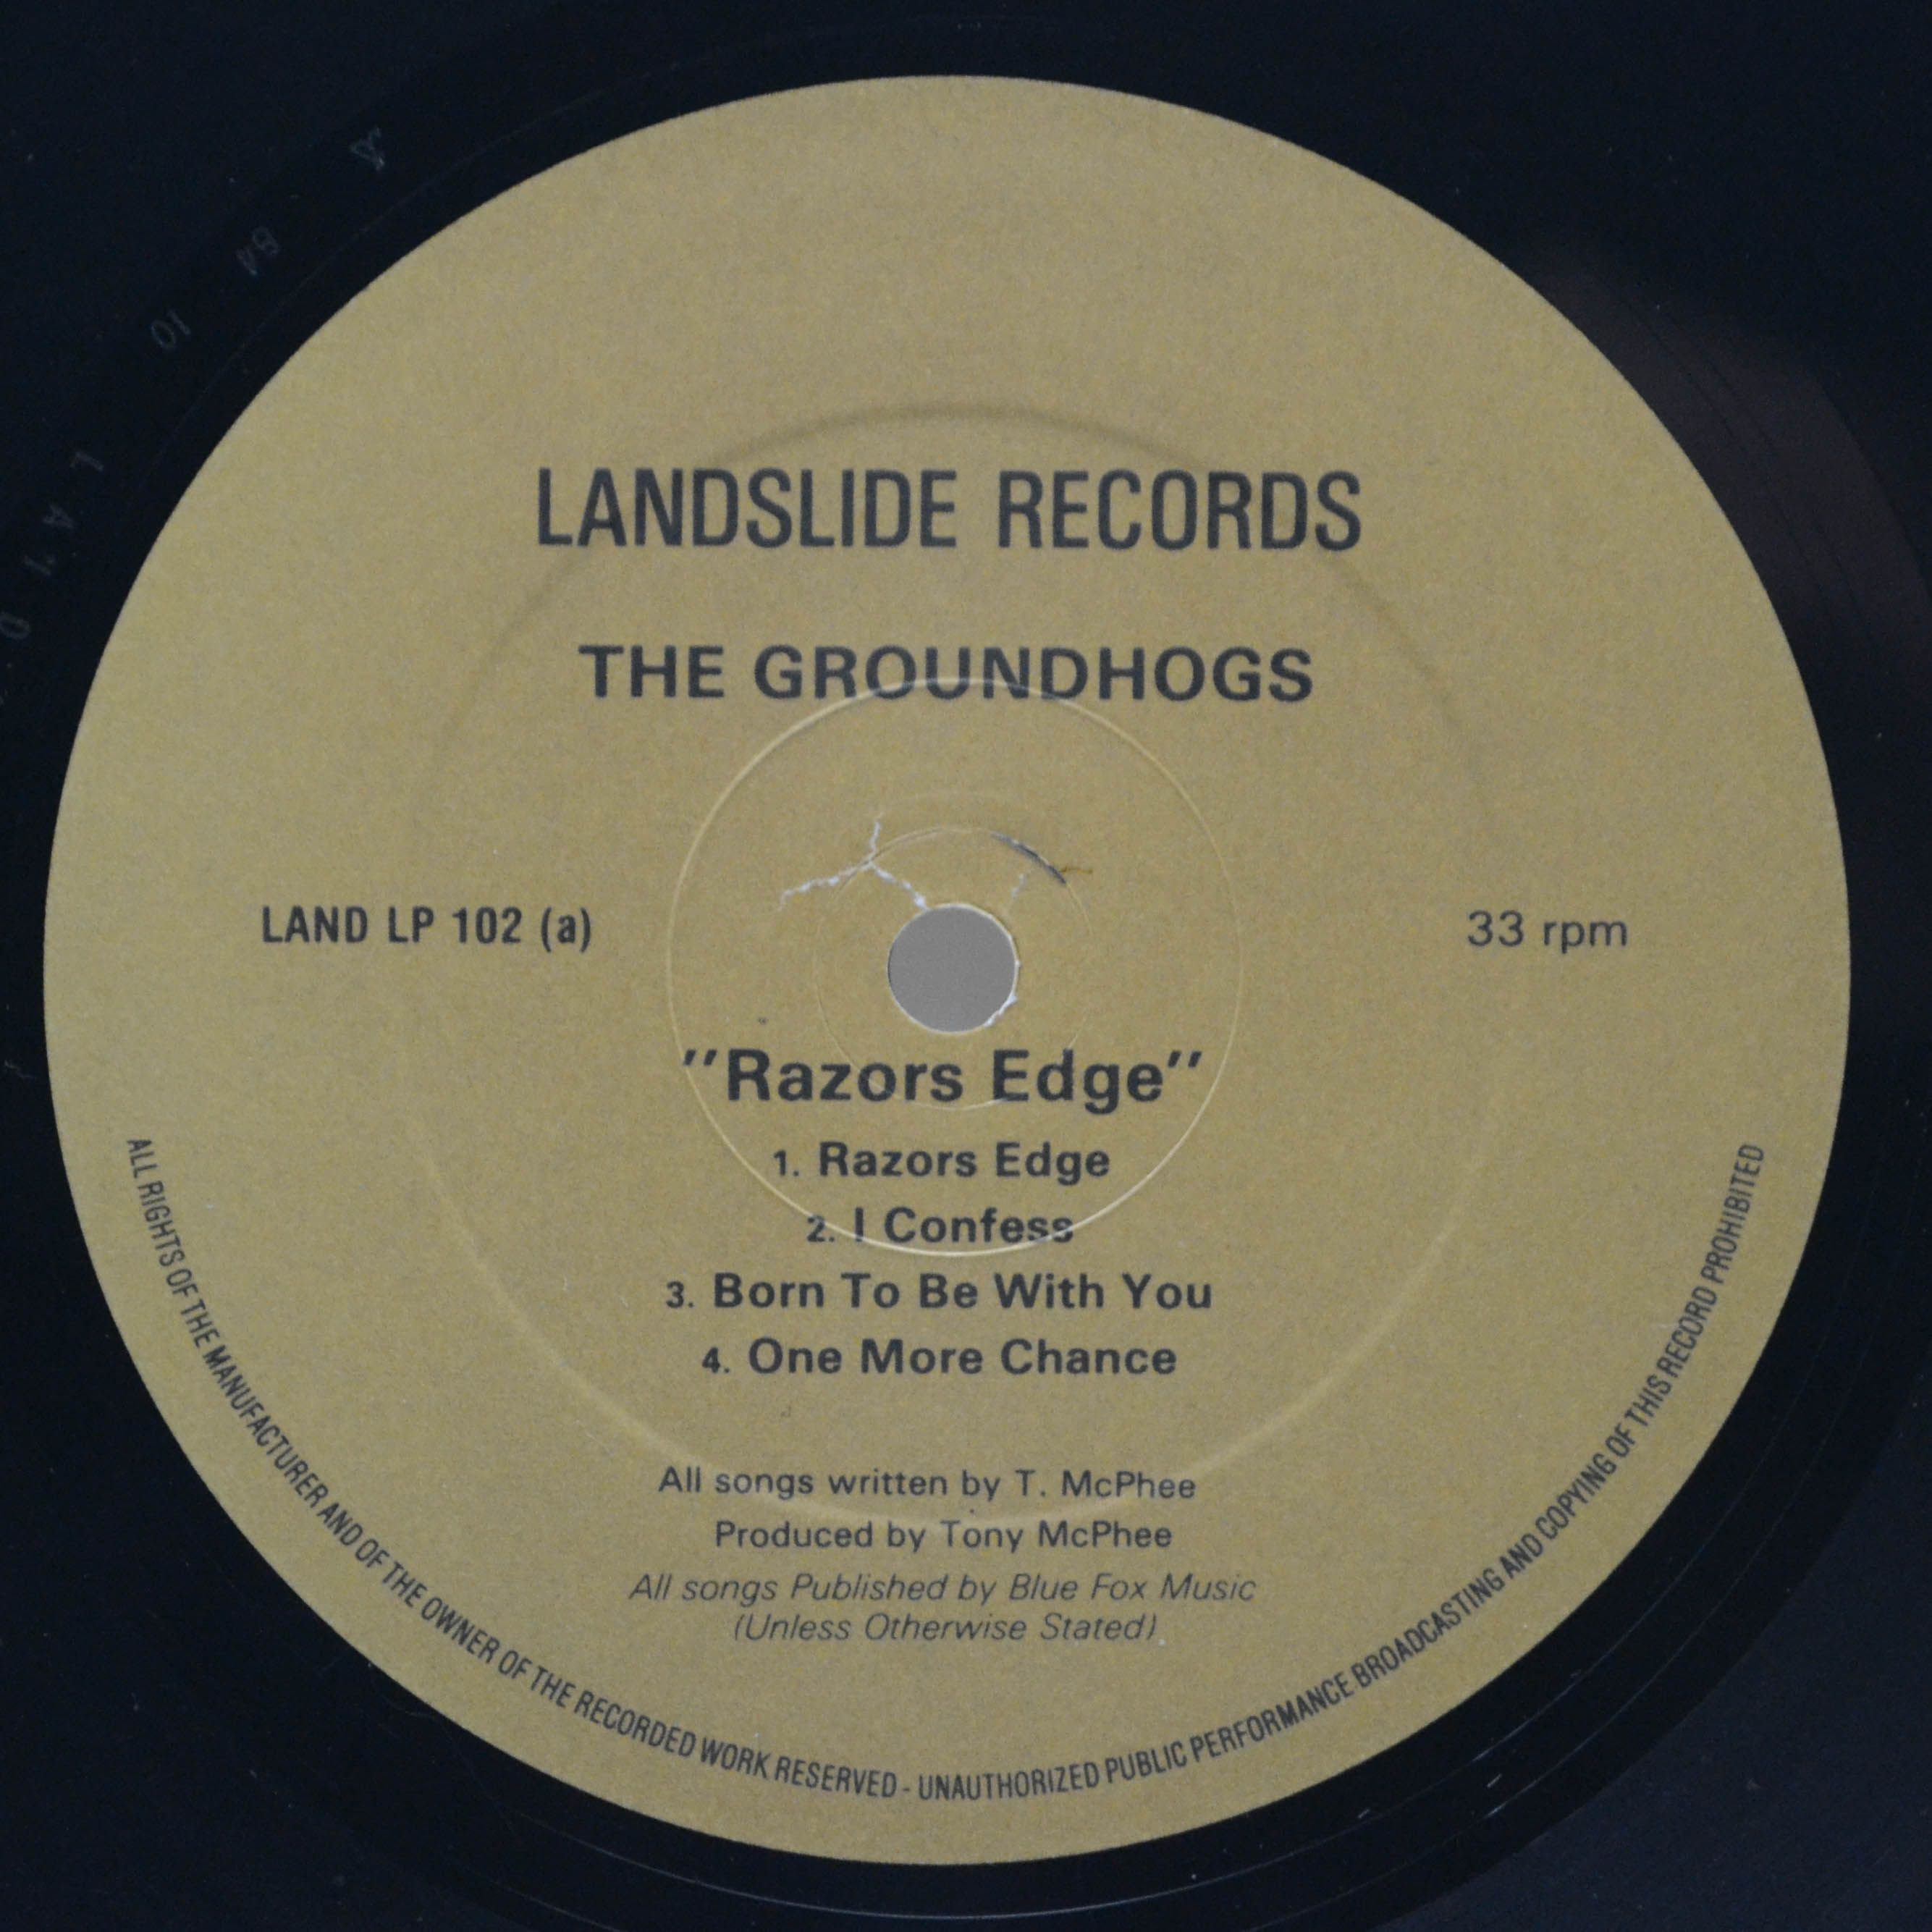 LANDSLIDE RECORDS
THE GROUNDHOGS
LAND LP 102 (a)
33 rpm
"Razors Edge"
1. Razors Edge
2. I Confess
3. Born To Be With You
4. One More Chance
All songs written by T. McPhee
Produced by Tony McPhee
All songs Published by Blue Fox Music
(Unless Otherwise Stated)
ALL RIGHTS OF THE MANUFACTURER AND OF THE OWNER OF THE RECORDED WORK RESERVED - UNAUTHORIZED PUBLIC PERFORMANCE BROADCASTING AND COPYING OF THIS RECORD PROHIBITED